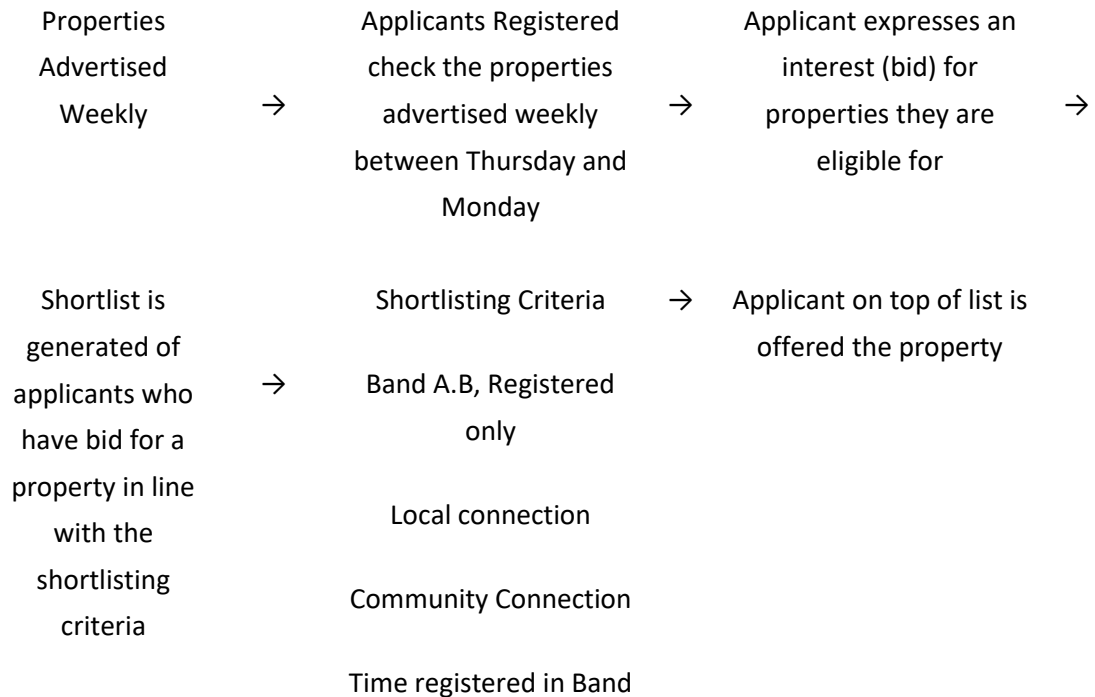 Properties
Advertised
Weekly
→
Applicants Registered
check the properties
advertised weekly
between Thursday and
Monday
→
Applicant expresses an
interest (bid) for
properties they are
eligible for
→
Shortlist is
generated of
applicants who
have bid for a
property in line
with the
shortlisting
criteria
→
Shortlisting Criteria
Band A.B, Registered
only
Local connection
Community Connection
Time registered in Band
→
Applicant on top of list is
offered the property